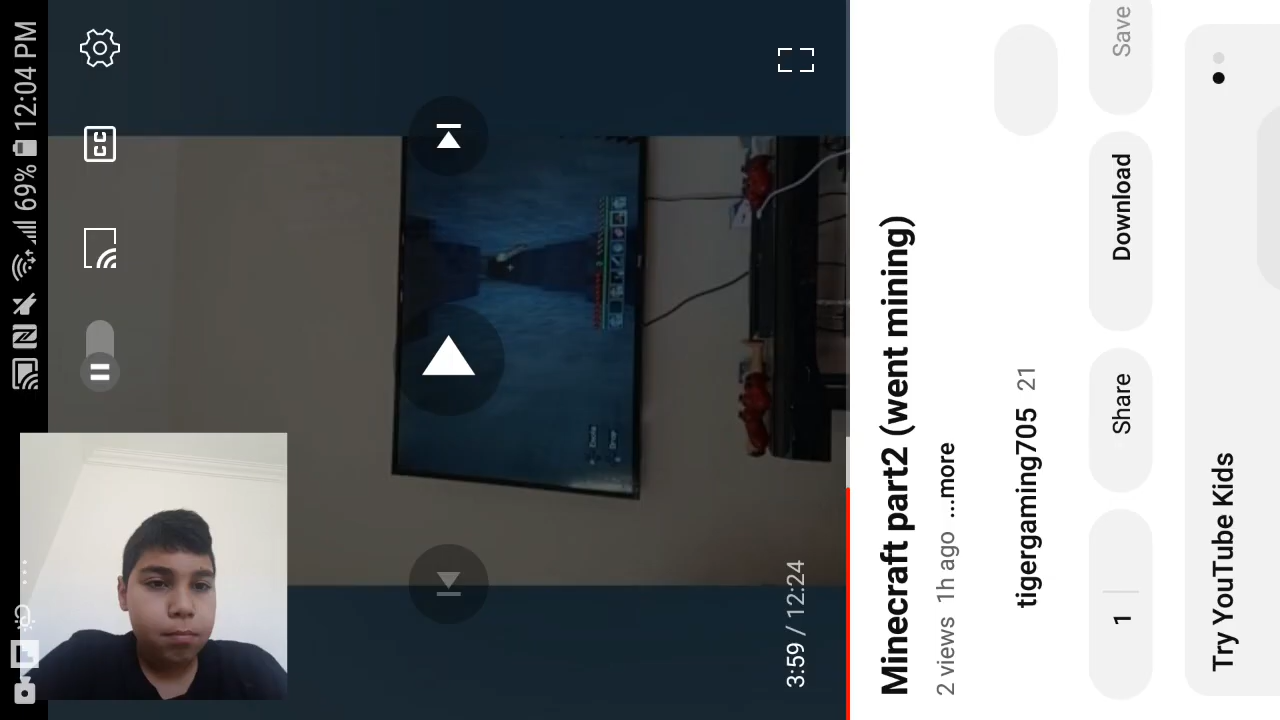 69% 12:04 PM
3:59 / 12:24
Minecraft part2 (went mining)
2 views 1h ago ...more
tigergaming705 21
1
Share
Download
Save
Try YouTube Kids